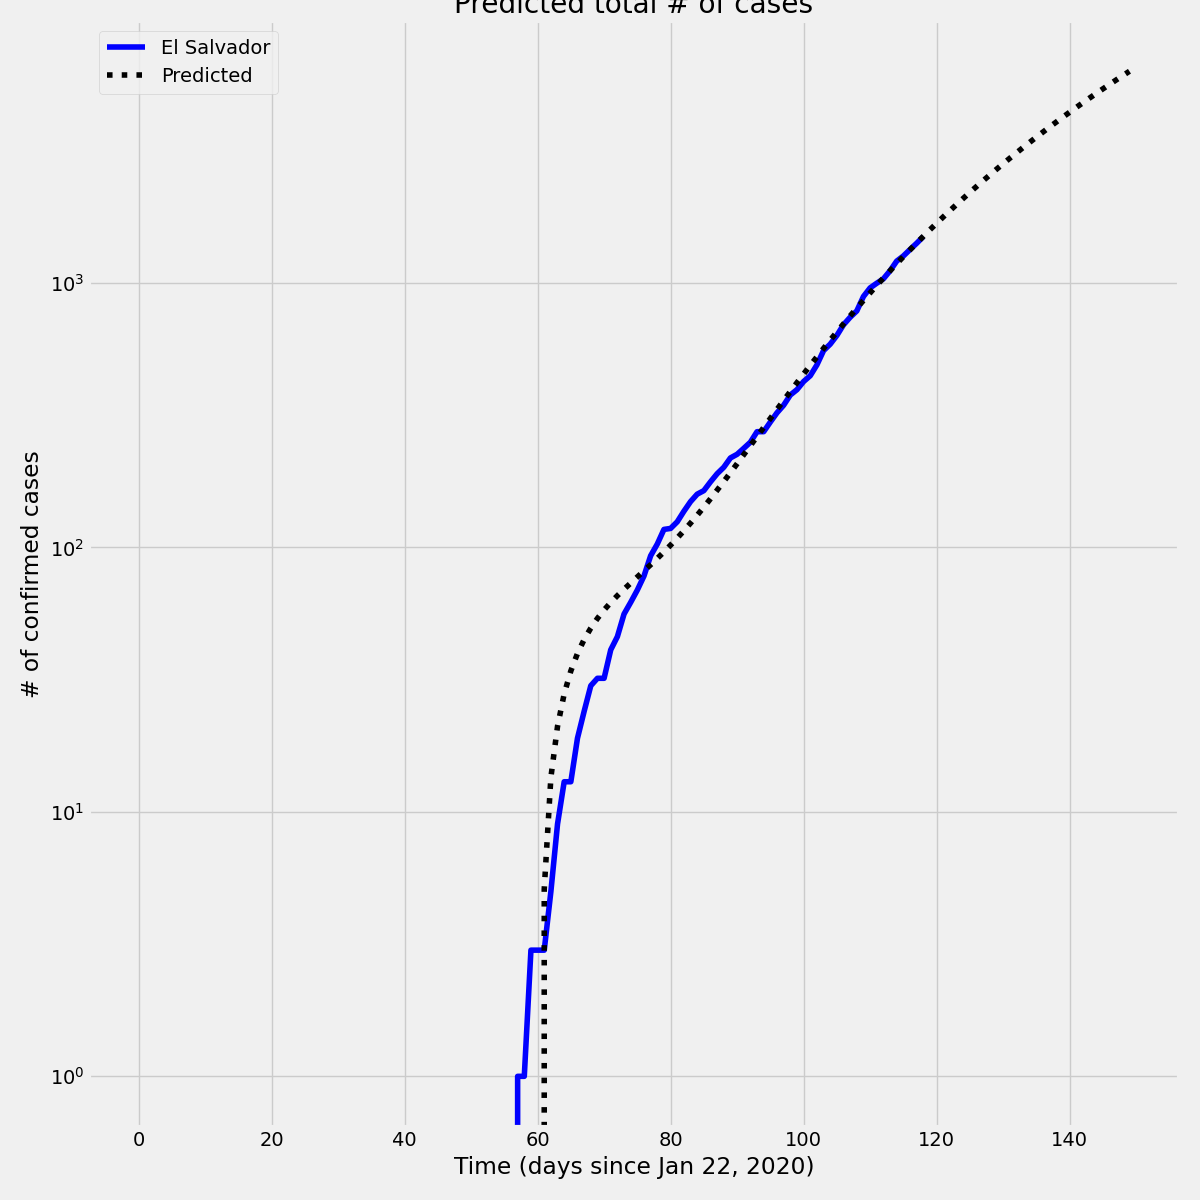 Predicted total # of cases
El Salvador
Predicted
10³
10²
10¹
10⁰
# of confirmed cases
0 20 40 60 80 100 120 140
Time (days since Jan 22, 2020)